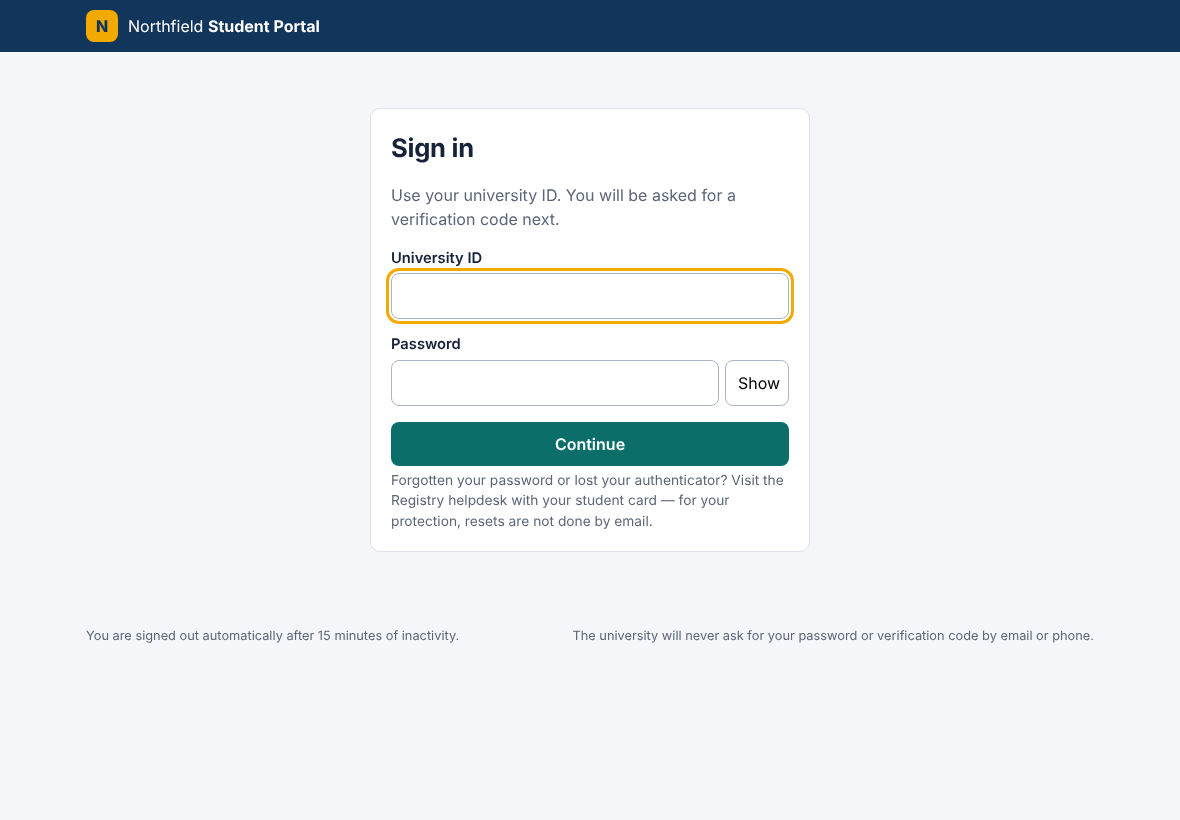 N
Northfield Student Portal
Sign in
Use your university ID. You will be asked for a
verification code next.
University ID
Password
Show
Continue
Forgotten your password or lost your authenticator? Visit the
Registry helpdesk with your student card — for your
protection, resets are not done by email.
You are signed out automatically after 15 minutes of inactivity.
The university will never ask for your password or verification code by email or phone.